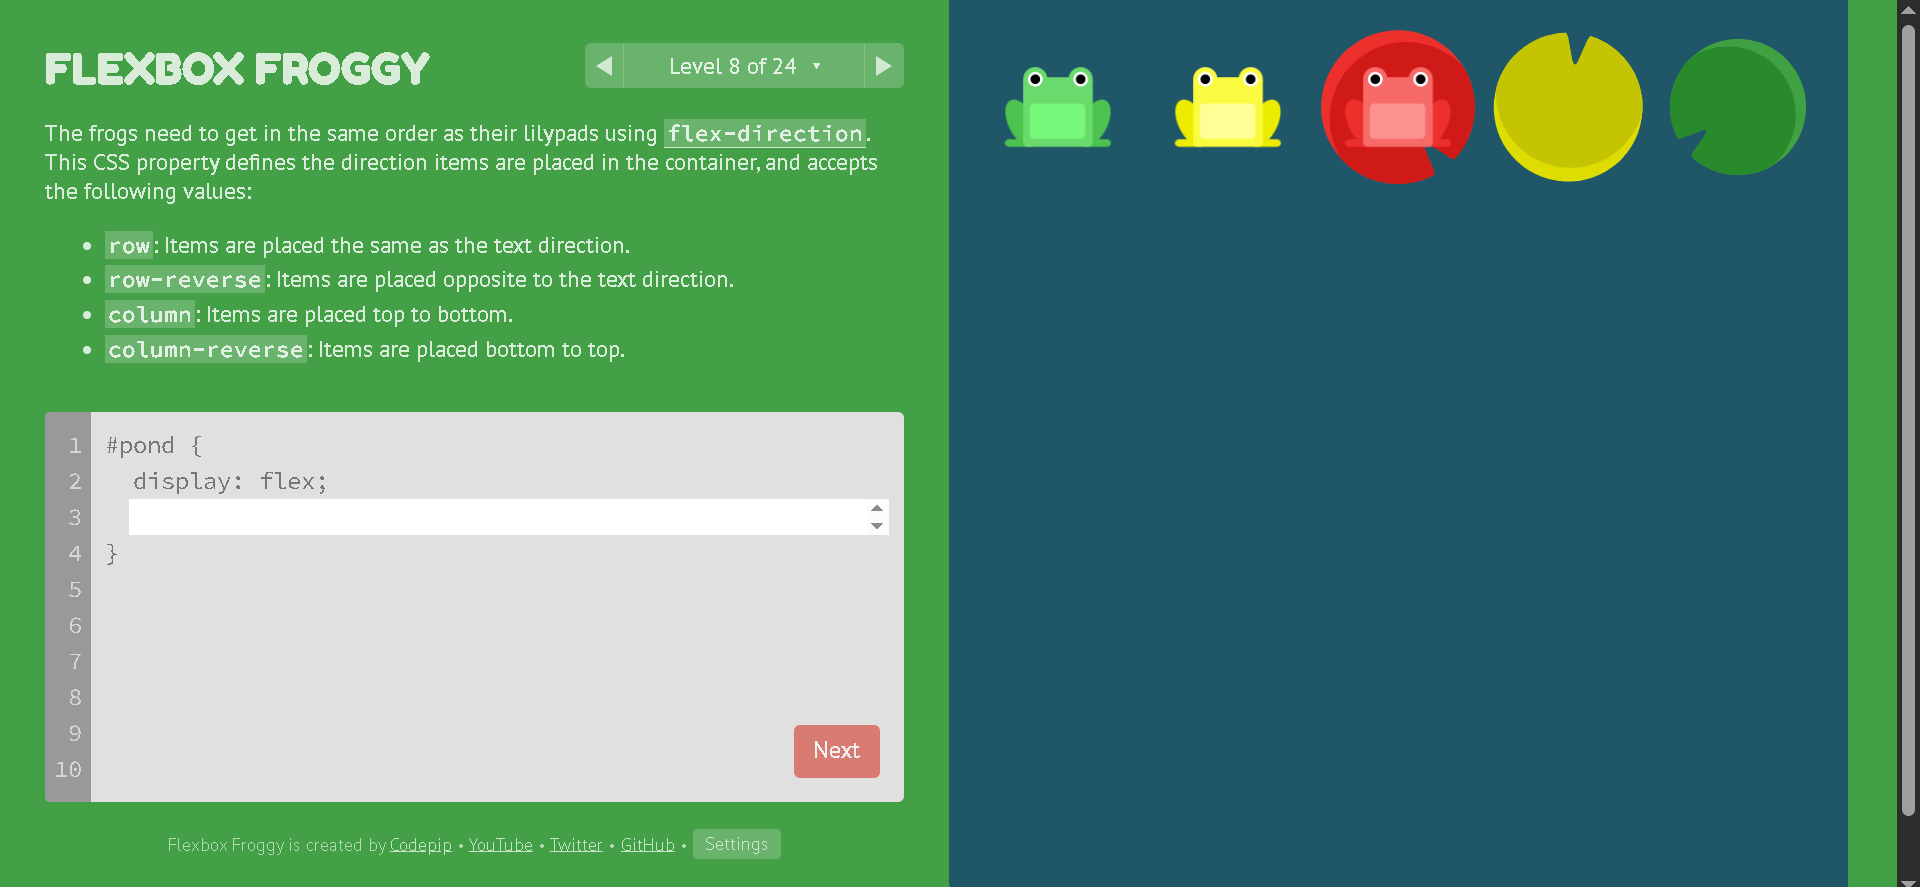 FLEXBOX FROGGY
◀ Level 8 of 24 ▼ ▶
The frogs need to get in the same order as their lilypads using flex-direction.
This CSS property defines the direction items are placed in the container, and accepts
the following values:
• row: Items are placed the same as the text direction.
• row-reverse: Items are placed opposite to the text direction.
• column: Items are placed top to bottom.
• column-reverse: Items are placed bottom to top.
1 #pond {
2 display: flex;
3
4 }
5
6
7
8
9
10
Next
Flexbox Froggy is created by Codepip • YouTube • Twitter • GitHub • Settings